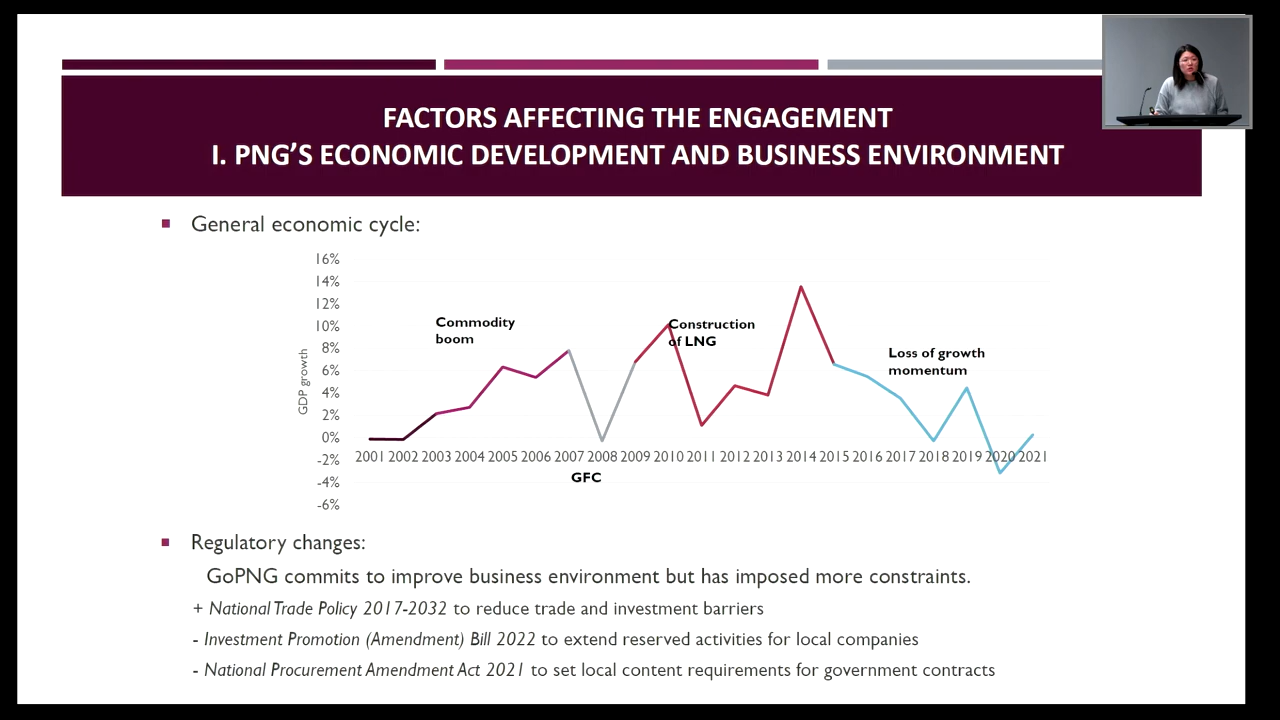 FACTORS AFFECTING THE ENGAGEMENT
I. PNG'S ECONOMIC DEVELOPMENT AND BUSINESS ENVIRONMENT
General economic cycle:
16%
14%
12%
10%
8%
6%
4%
2%
0%
-2%
-4%
-6%
GDP growth
Commodity
boom
Construction
of LNG
Loss of growth
momentum
2001 2002 2003 2004 2005 2006 2007 2008 2009 2010 2011 2012 2013 2014 2015 2016 2017 2018 2019 2020 2021
GFC
Regulatory changes:
GoPNG commits to improve business environment but has imposed more constraints.
+ National Trade Policy 2017-2032 to reduce trade and investment barriers
- Investment Promotion (Amendment) Bill 2022 to extend reserved activities for local companies
- National Procurement Amendment Act 2021 to set local content requirements for government contracts